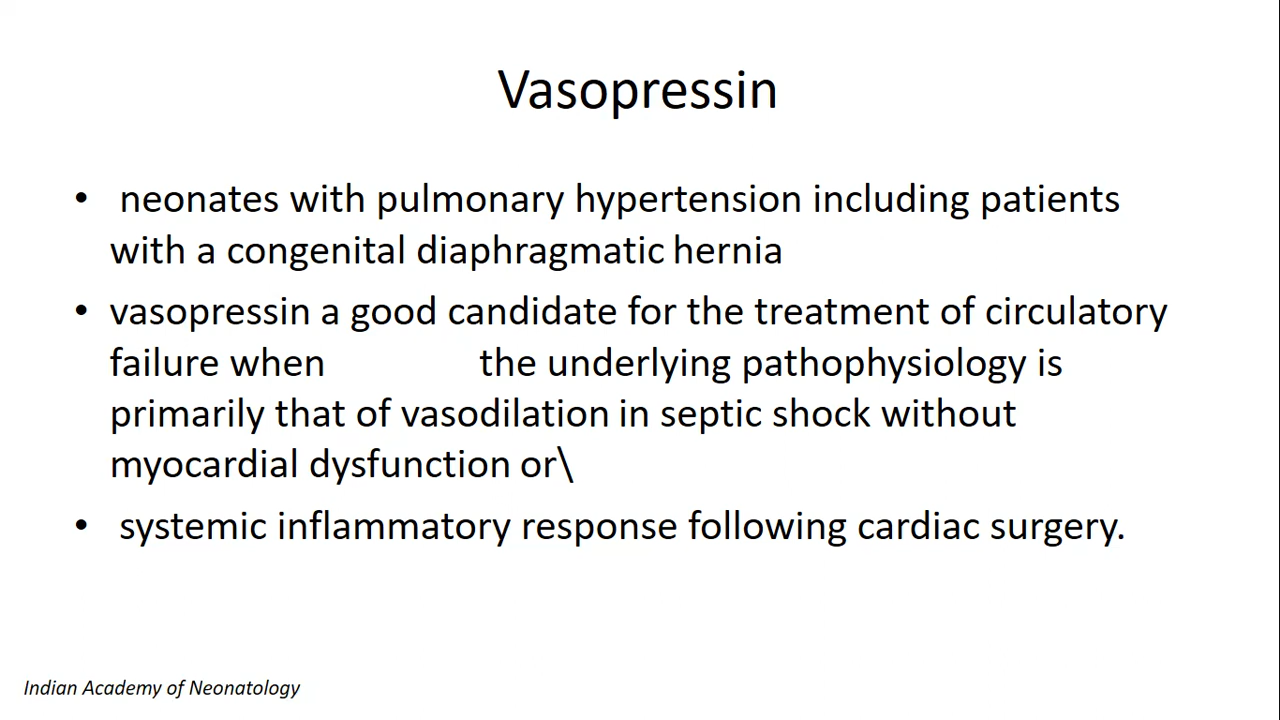 Vasopressin
• neonates with pulmonary hypertension including patients
with a congenital diaphragmatic hernia
• vasopressin a good candidate for the treatment of circulatory
failure when the underlying pathophysiology is
primarily that of vasodilation in septic shock without
myocardial dysfunction or\
• systemic inflammatory response following cardiac surgery.
Indian Academy of Neonatology